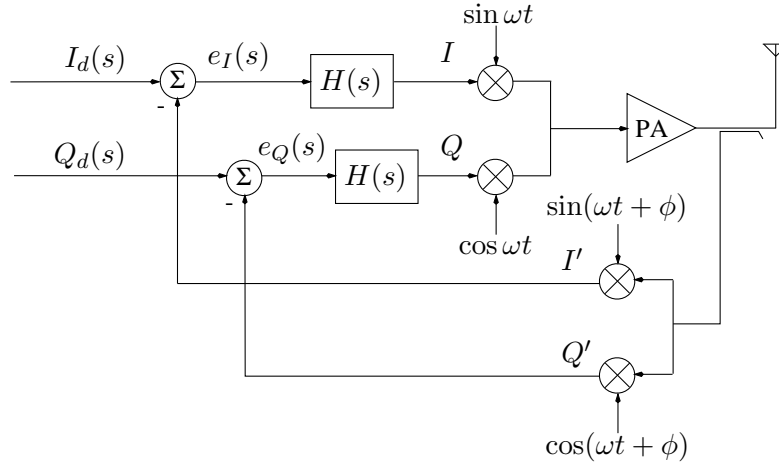 sin ωt
I_d(s)
Σ
e_I(s)
H(s)
I
-
PA
Q_d(s)
Σ
e_Q(s)
H(s)
Q
-
cos ωt
sin(ωt + ϕ)
I′
Q′
cos(ωt + ϕ)